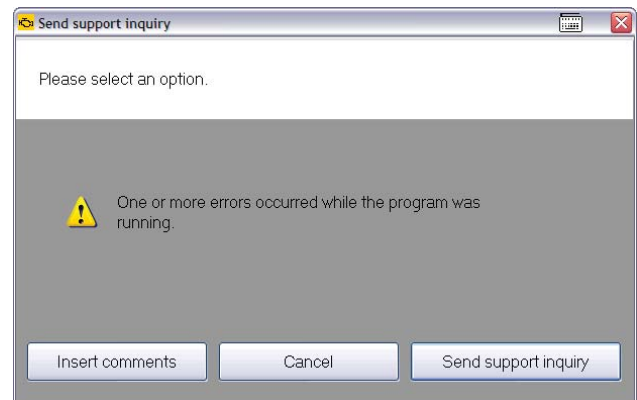 Send support inquiry
Please select an option.
One or more errors occurred while the program was
running.
Insert comments
Cancel
Send support inquiry